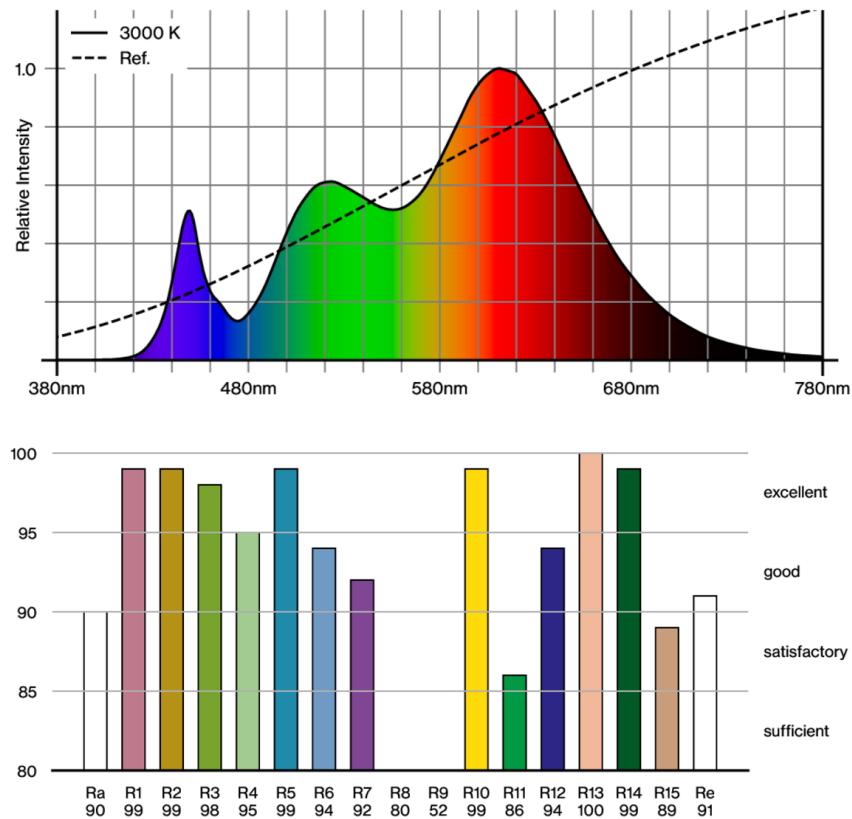 3000 K
Ref.
1.0
Relative Intensity
380nm 480nm 580nm 680nm 780nm
100
excellent
95
good
90
satisfactory
85
sufficient
80
Ra R1 R2 R3 R4 R5 R6 R7 R8 R9 R10 R11 R12 R13 R14 R15 Re
90 99 99 98 95 99 94 92 80 52 99 86 94 100 99 89 91